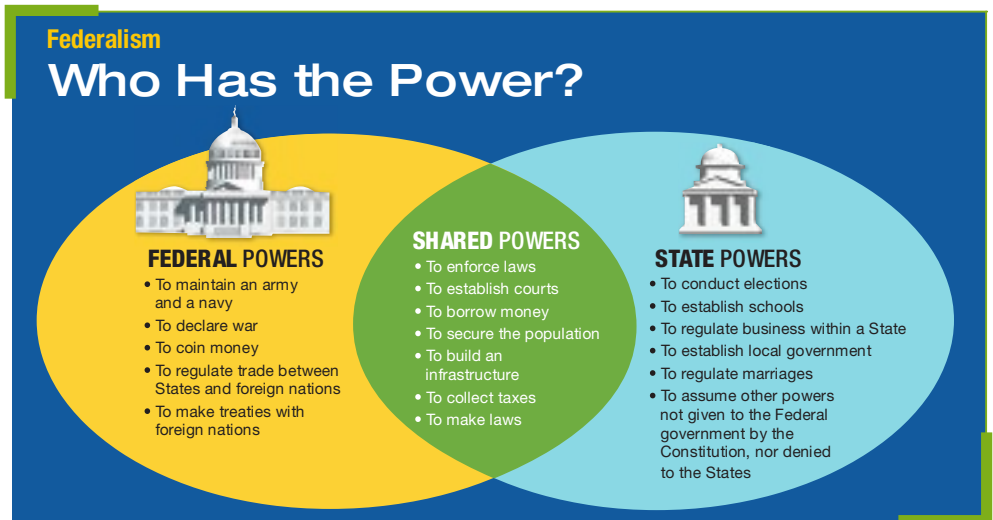 Federalism
Who Has the Power?
FEDERAL POWERS
• To maintain an army
and a navy
• To declare war
• To coin money
• To regulate trade between
States and foreign nations
• To make treaties with
foreign nations
SHARED POWERS
• To enforce laws
• To establish courts
• To borrow money
• To secure the population
• To build an
infrastructure
• To collect taxes
• To make laws
STATE POWERS
• To conduct elections
• To establish schools
• To regulate business within a State
• To establish local government
• To regulate marriages
• To assume other powers
not given to the Federal
government by the
Constitution, nor denied
to the States